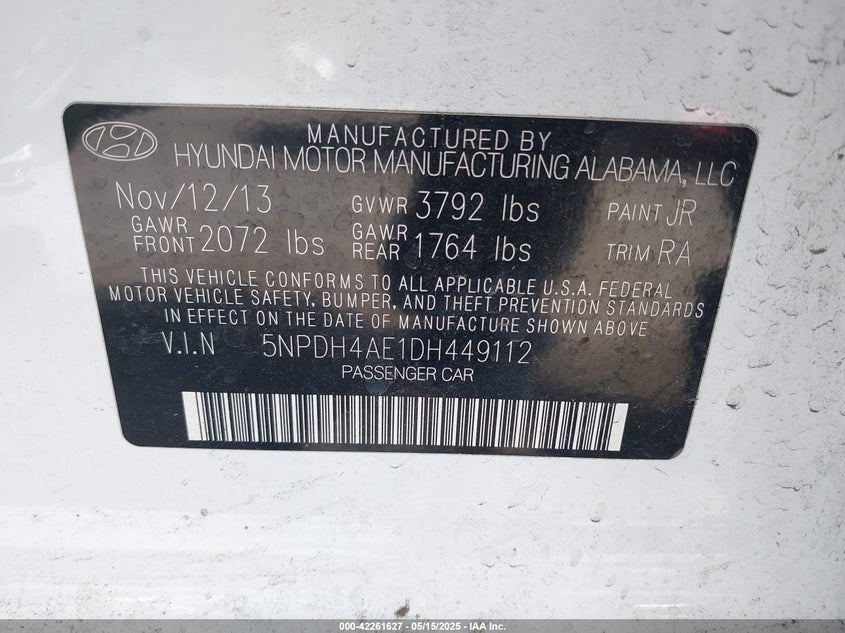 MANUFACTURED BY
HYUNDAI MOTOR MANUFACTURING ALABAMA, LLC
Nov/12/13 GVWR 3792 lbs PAINT JR
GAWR FRONT 2072 lbs GAWR REAR 1764 lbs TRIM RA
THIS VEHICLE CONFORMS TO ALL APPLICABLE U.S.A. FEDERAL
MOTOR VEHICLE SAFETY, BUMPER, AND THEFT PREVENTION STANDARDS
IN EFFECT ON THE DATE OF MANUFACTURE SHOWN ABOVE
V.I.N 5NPDH4AE1DH449112
PASSENGER CAR
000-42261627 - 05/15/2025 - IAA Inc.